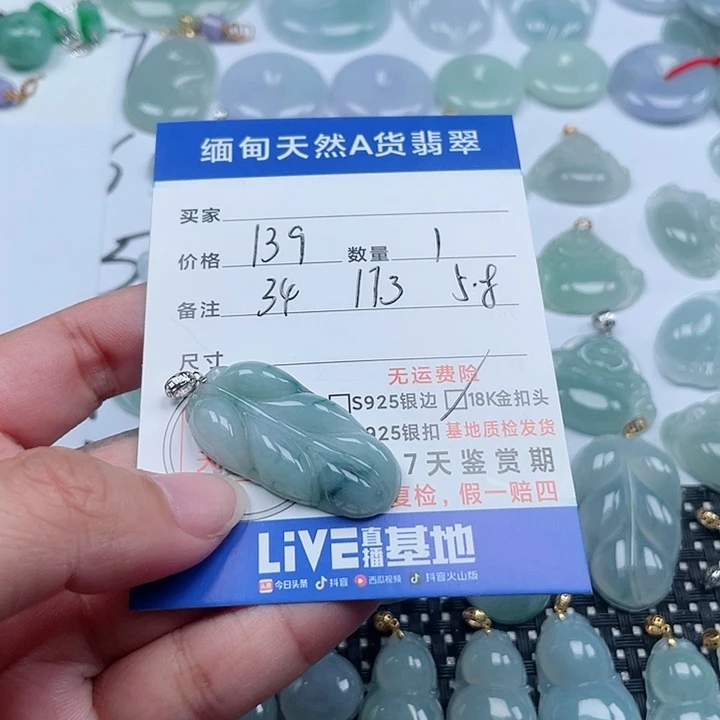 缅甸天然A货翡翠
买家
价格 139 数量 1
备注 34 17.3 5.8
尺寸
无运费险
S925银边 18K金扣头
925银扣 基地质检发货
7天鉴赏期
复检,假一赔四
LiVE直播基地
头条 今日头条 抖音 西瓜视频 抖音火山版